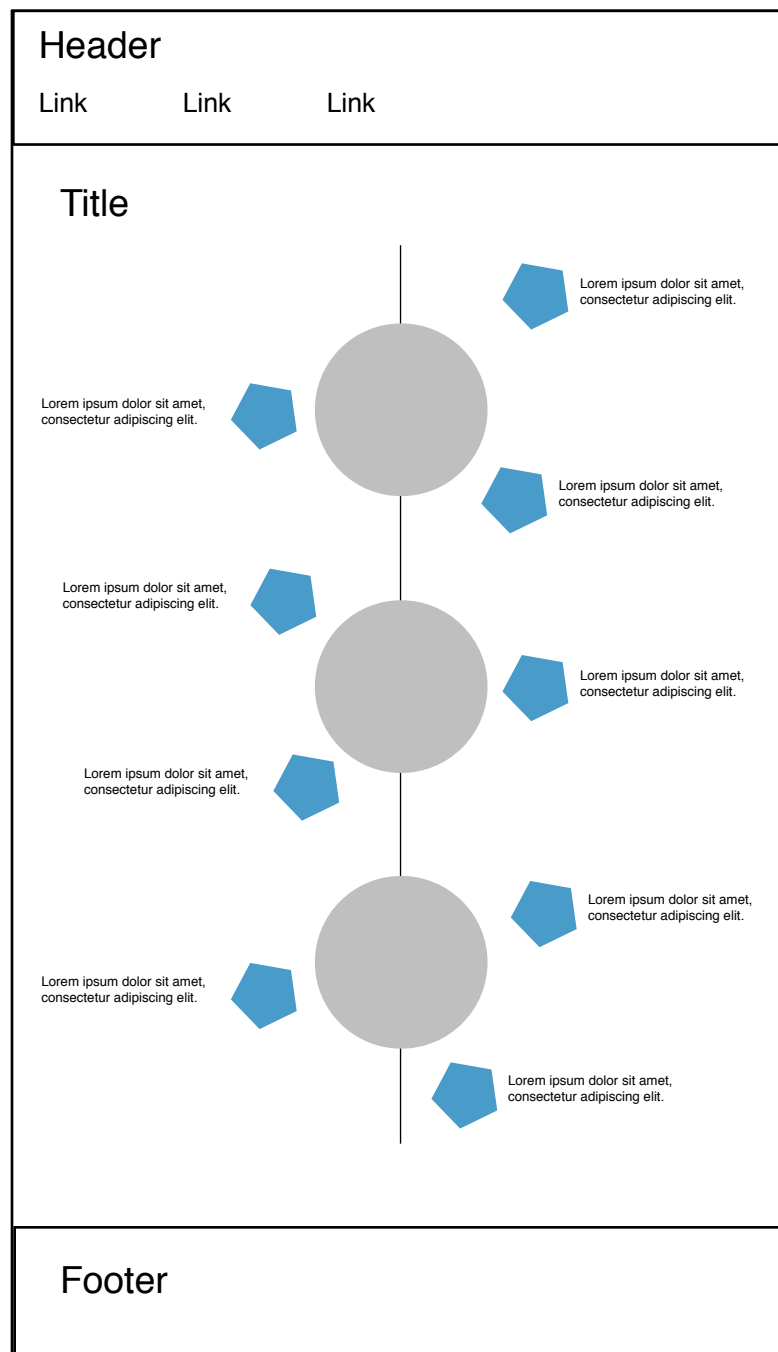 Header
Link Link Link
Title
Lorem ipsum dolor sit amet,
consectetur adipiscing elit.
Lorem ipsum dolor sit amet,
consectetur adipiscing elit.
Lorem ipsum dolor sit amet,
consectetur adipiscing elit.
Lorem ipsum dolor sit amet,
consectetur adipiscing elit.
Lorem ipsum dolor sit amet,
consectetur adipiscing elit.
Lorem ipsum dolor sit amet,
consectetur adipiscing elit.
Lorem ipsum dolor sit amet,
consectetur adipiscing elit.
Lorem ipsum dolor sit amet,
consectetur adipiscing elit.
Lorem ipsum dolor sit amet,
consectetur adipiscing elit.
Footer